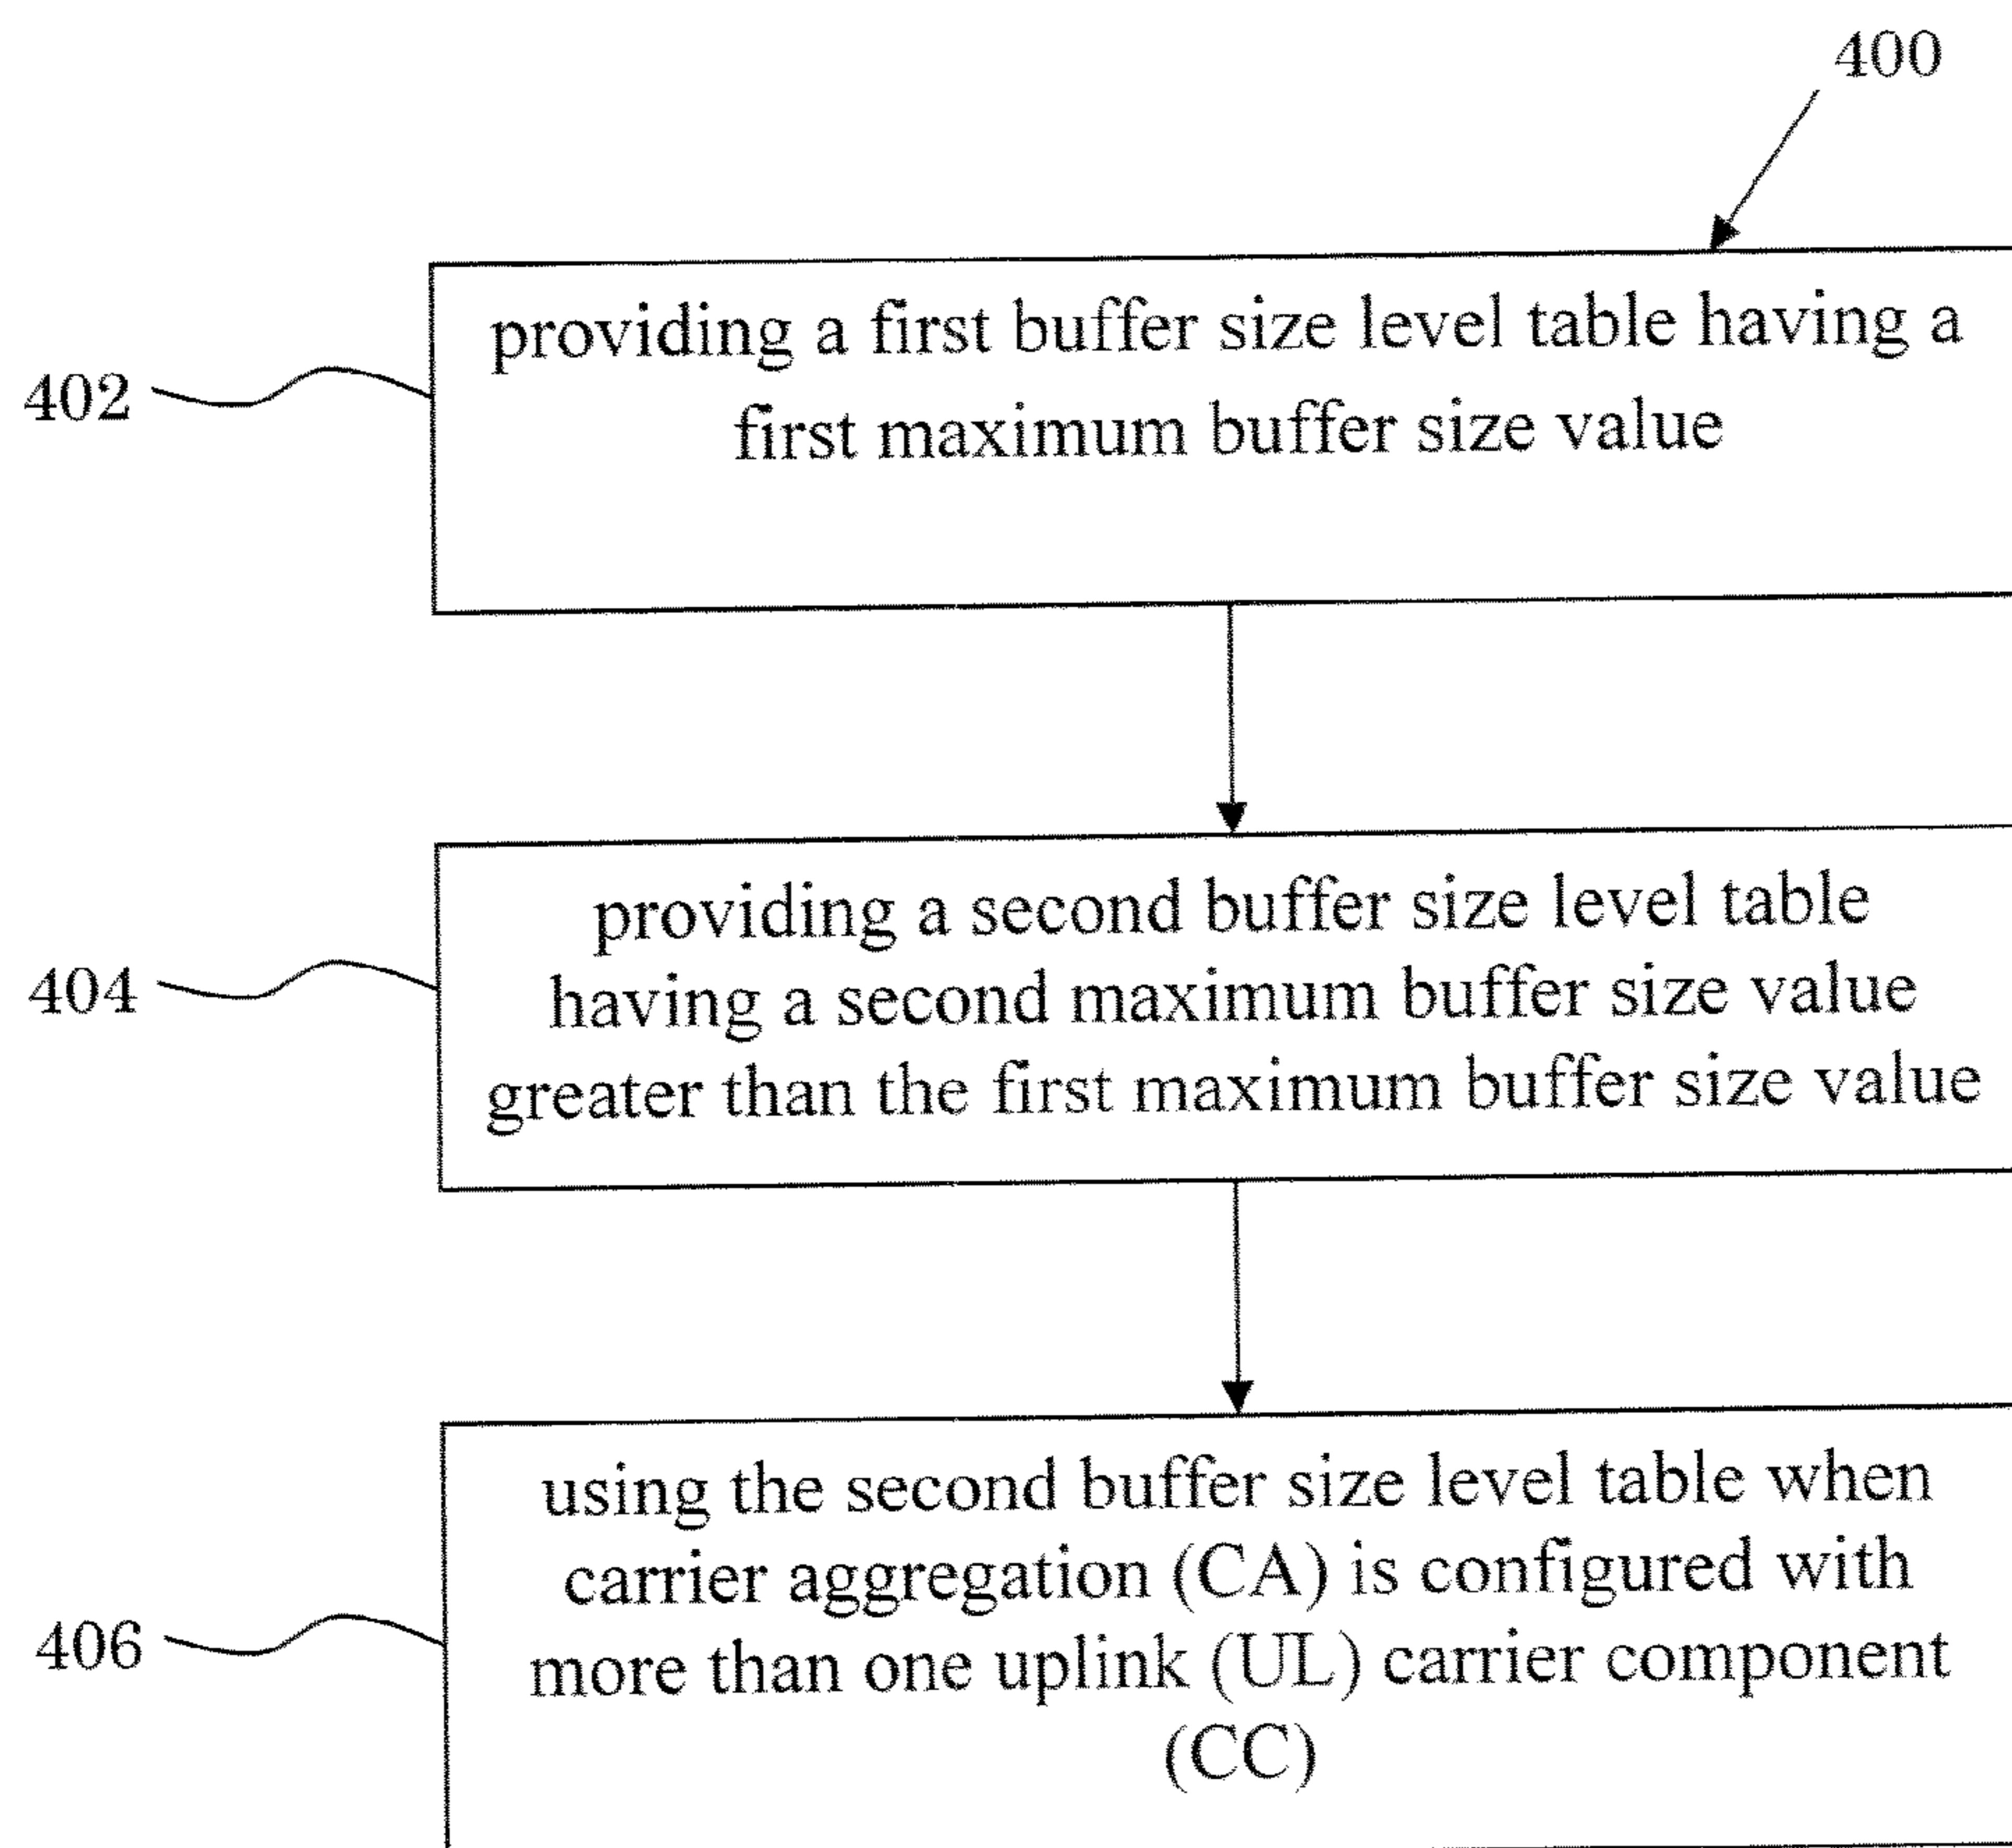 400
402
providing a first buffer size level table having a
first maximum buffer size value
404
providing a second buffer size level table
having a second maximum buffer size value
greater than the first maximum buffer size value
406
using the second buffer size level table when
carrier aggregation (CA) is configured with
more than one uplink (UL) carrier component
(CC)